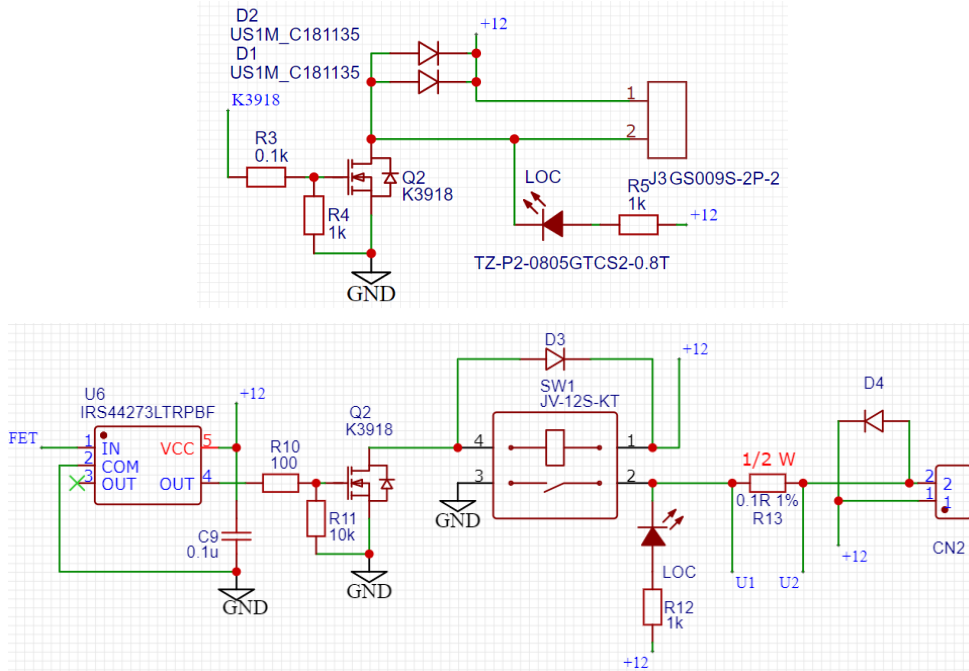 D2
US1M_C181135
D1
US1M_C181135
+12
K3918
R3
0.1k
R4
1k
Q2
K3918
GND
1
2
J3 GS009S-2P-2
LOC
R5
1k
+12
TZ-P2-0805GTCS2-0.8T
U6
IRS44273LTRPBF
+12
FET
1
IN
2
COM
3
OUT
VCC
5
OUT
4
C9
0.1u
GND
R10
100
R11
10k
Q2
K3918
GND
D3
SW1
JV-12S-KT
4
3
1
2
+12
GND
LOC
R12
1k
+12
1/2 W
0.1R 1%
R13
U1
U2
D4
+12
2
2
1
1
CN2